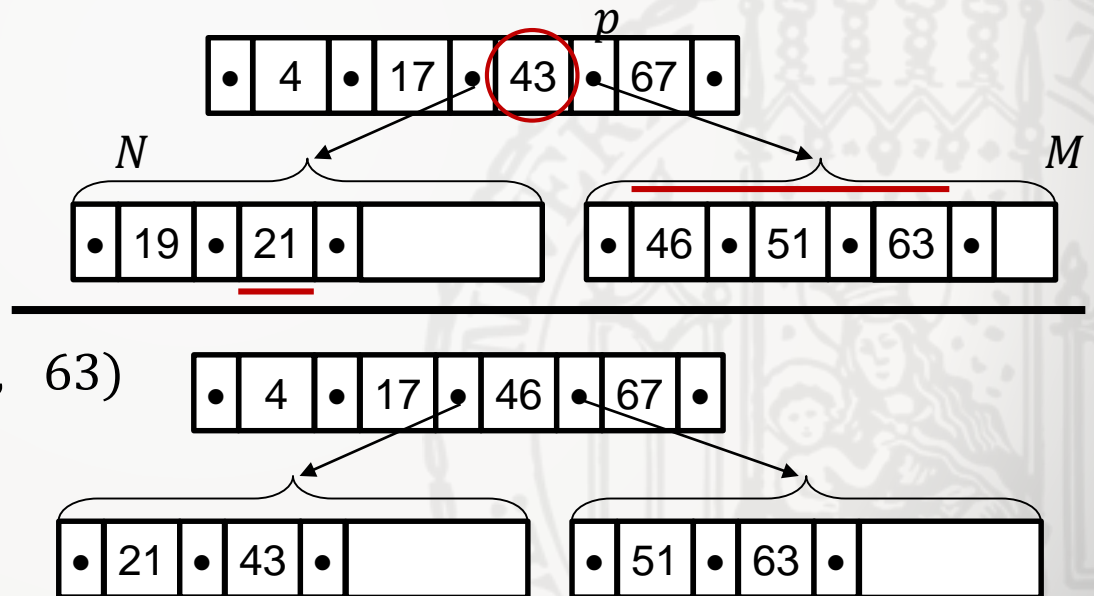 p
• 4 • 17 • 43 • 67 •
N M
• 19 • 21 • • 46 • 51 • 63 •
, 63)
• 4 • 17 • 46 • 67 •
• 21 • 43 • • 51 • 63 •